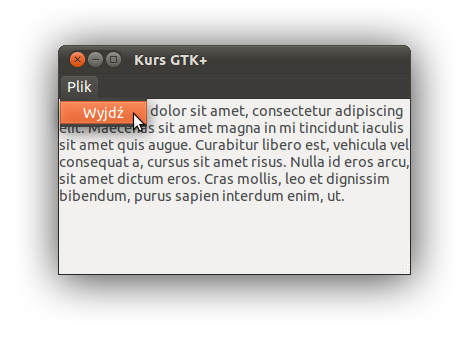 Kurs GTK+
Plik
Wyjdź
dolor sit amet, consectetur adipiscing
elit. Maecenas sit amet magna in mi tincidunt iaculis
sit amet quis augue. Curabitur libero est, vehicula vel
consequat a, cursus sit amet risus. Nulla id eros arcu,
sit amet dictum eros. Cras mollis, leo et dignissim
bibendum, purus sapien interdum enim, ut.